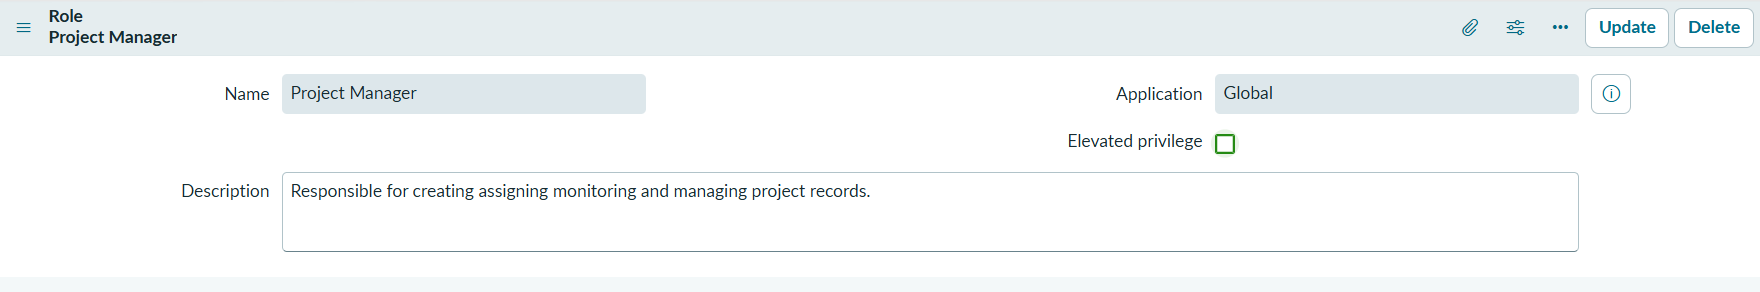 Role
Project Manager
Update
Delete
Name
Project Manager
Application
Global
Elevated privilege
Description
Responsible for creating assigning monitoring and managing project records.